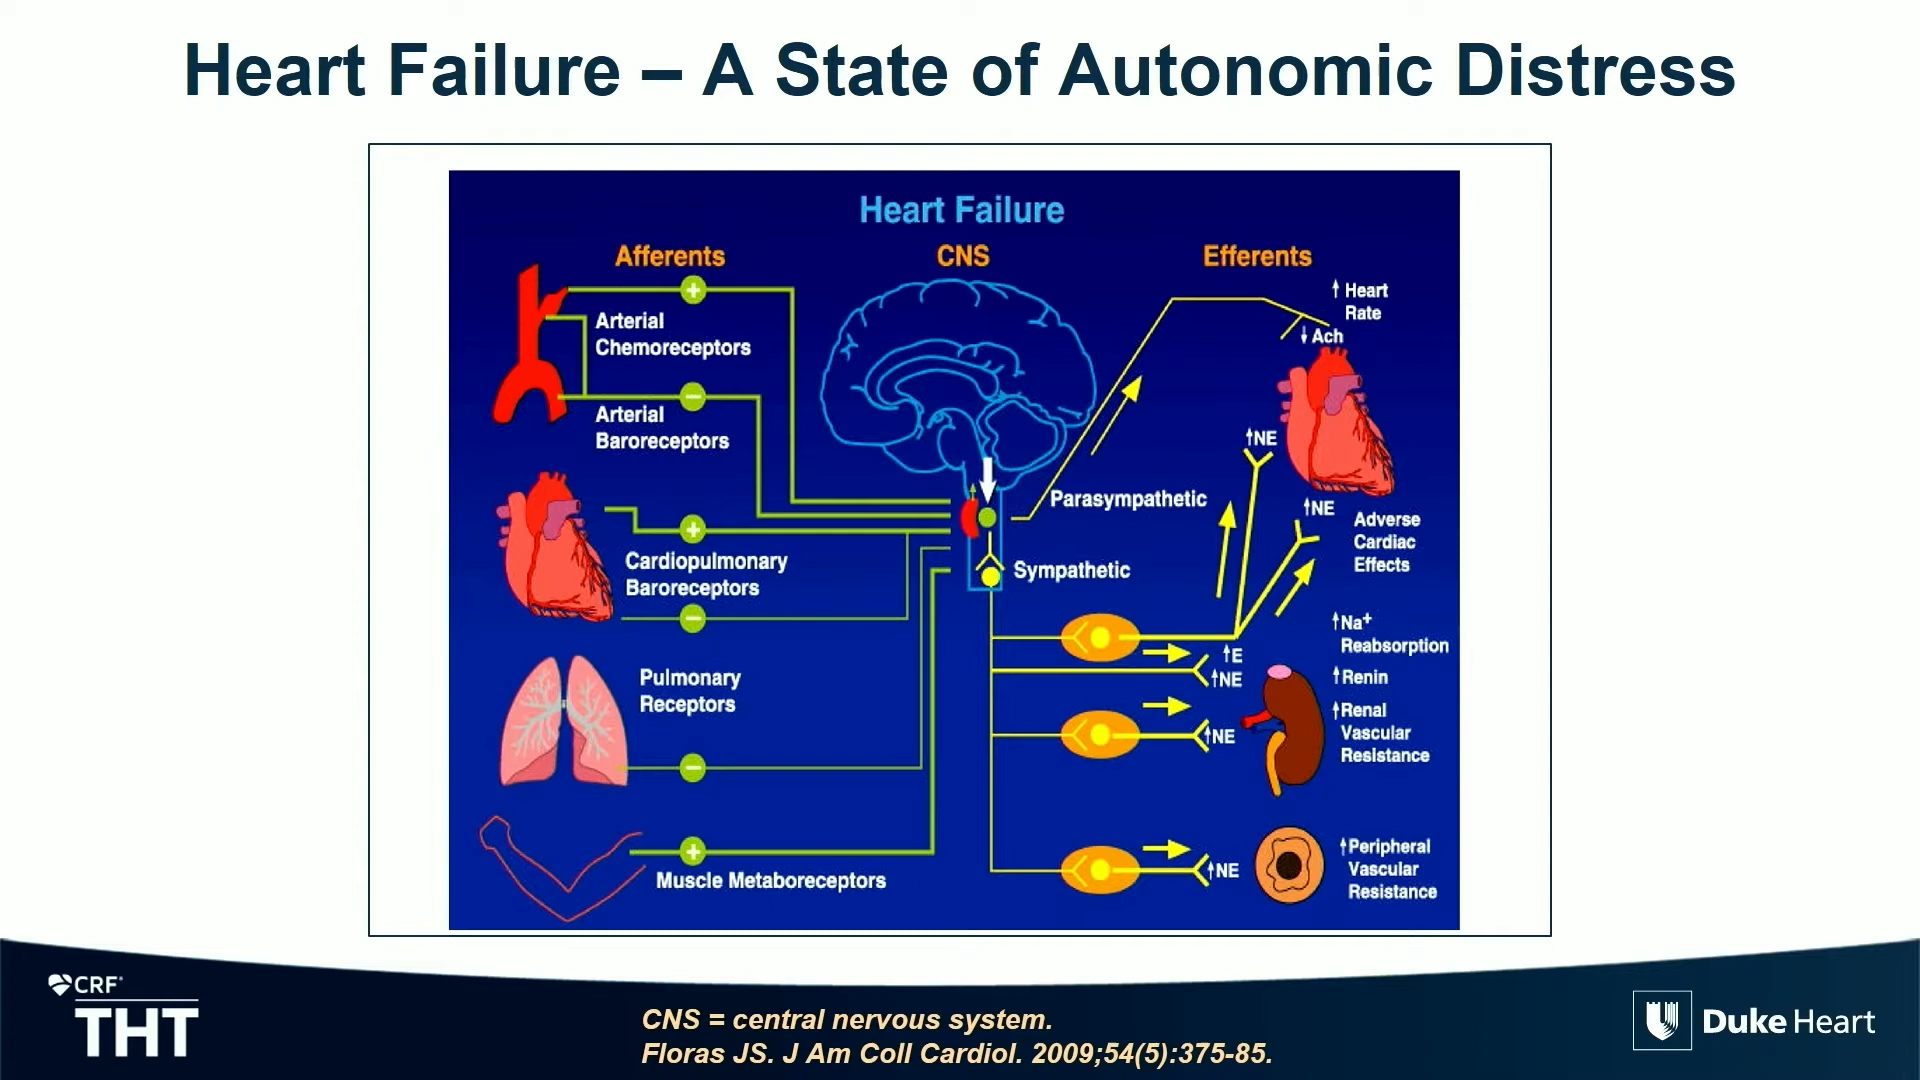 Heart Failure – A State of Autonomic Distress
Heart Failure
Afferents
CNS
Efferents
+
Arterial
Chemoreceptors
−
Arterial
Baroreceptors
+
Cardiopulmonary
Baroreceptors
−
Pulmonary
Receptors
−
+
Muscle Metaboreceptors
Parasympathetic
Sympathetic
↑ Heart
Rate
↓ Ach
↑NE
↑NE
Adverse
Cardiac
Effects
↑E
↑NE
↑NE
↑Na+
Reabsorption
↑Renin
↑Renal
Vascular
Resistance
↑NE
↑Peripheral
Vascular
Resistance
CRF®
THT
CNS = central nervous system.
Floras JS. J Am Coll Cardiol. 2009;54(5):375-85.
Duke Heart